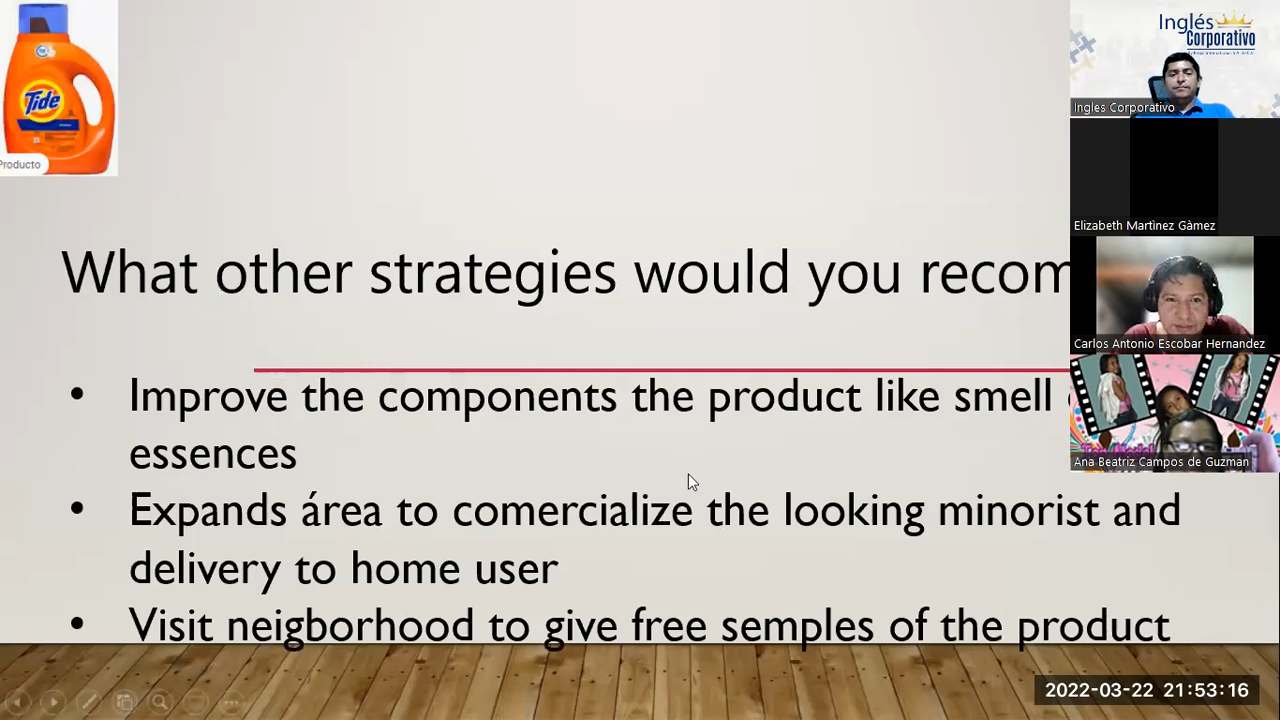 Tide
Producto
What other strategies would you recom
Improve the components the product like smell
essences
Expands área to comercialize the looking minorist and
delivery to home user
Visit neigborhood to give free semples of the product
Inglés
Corporativo
Ingles Corporativo
Elizabeth Martìnez Gàmez
Carlos Antonio Escobar Hernandez
Ana Beatriz Campos de Guzman
2022-03-22 21:53:16